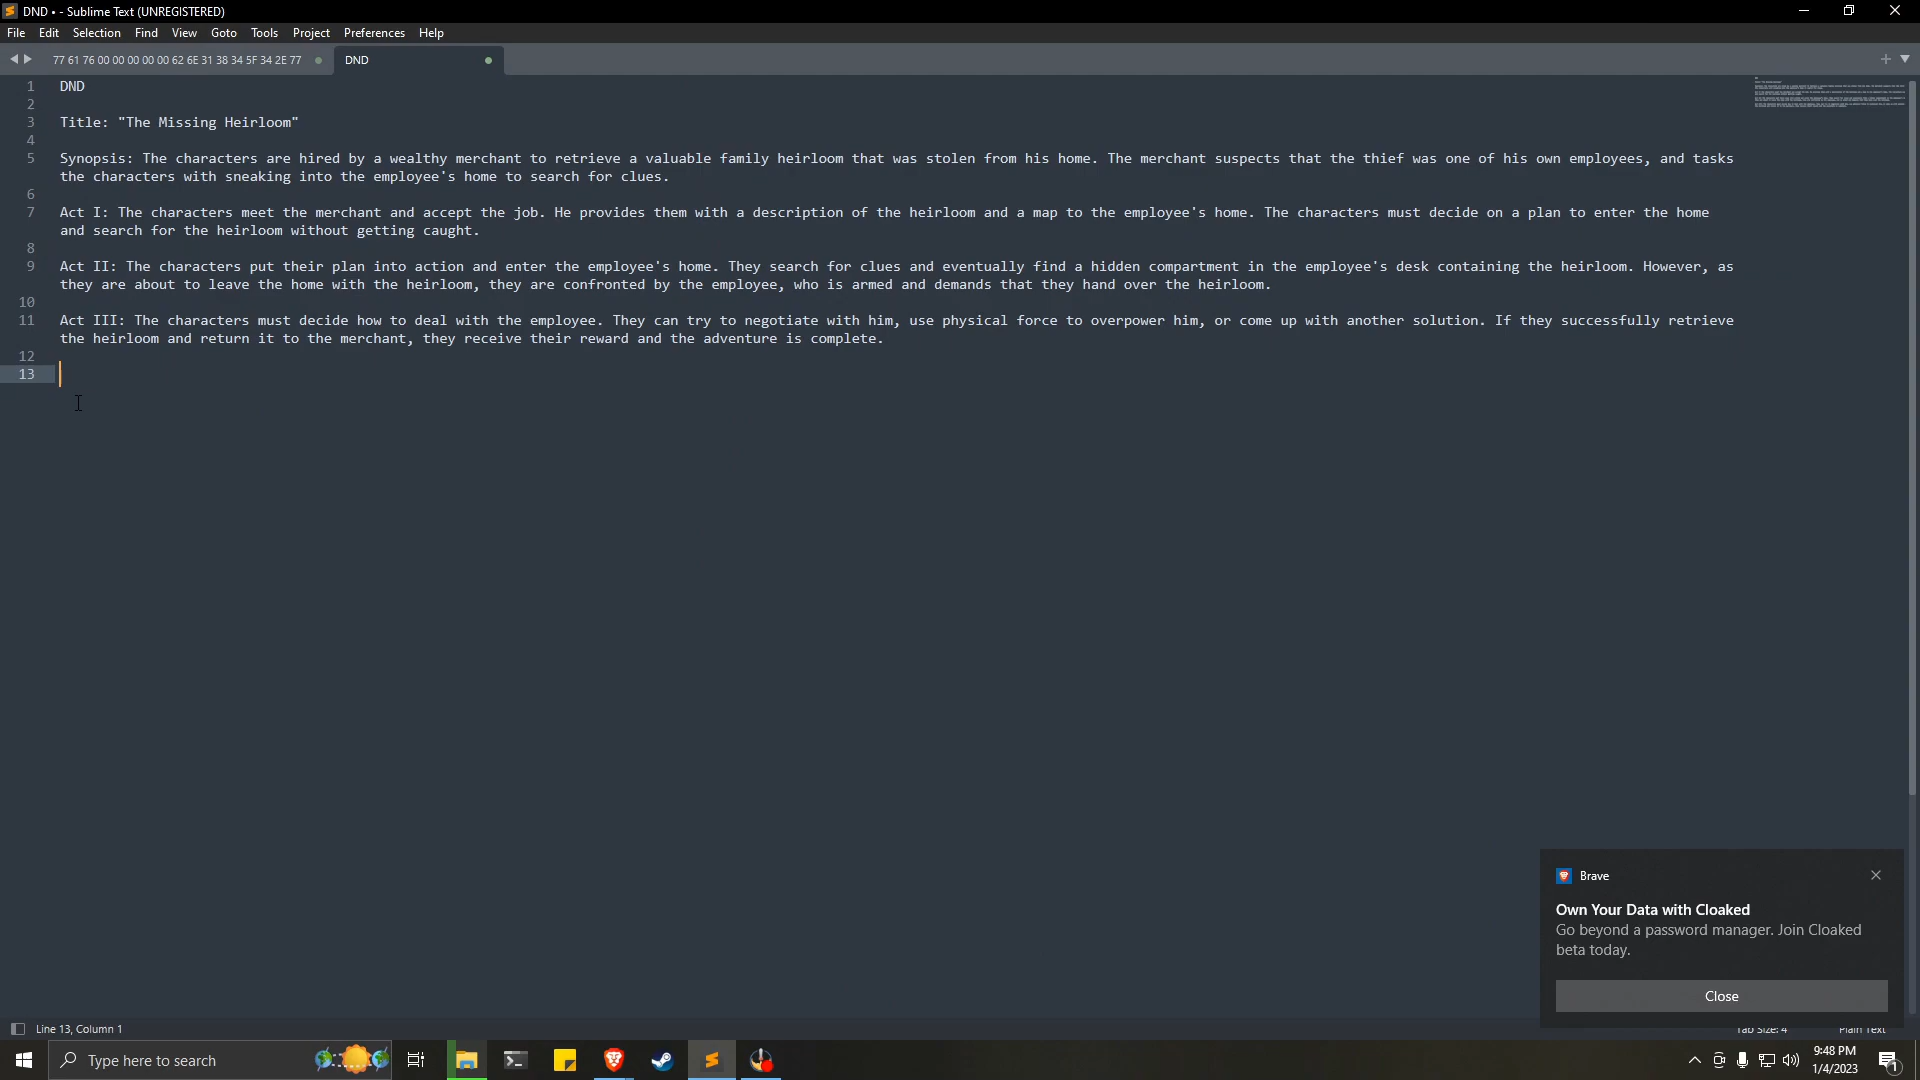 DND • - Sublime Text (UNREGISTERED)
File Edit Selection Find View Goto Tools Project Preferences Help
77 61 76 00 00 00 00 00 62 6E 31 38 34 5F 34 2E 77 DND
1 DND
2
3 Title: "The Missing Heirloom"
4
5 Synopsis: The characters are hired by a wealthy merchant to retrieve a valuable family heirloom that was stolen from his home. The merchant suspects that the thief was one of his own employees, and tasks
the characters with sneaking into the employee's home to search for clues.
6
7 Act I: The characters meet the merchant and accept the job. He provides them with a description of the heirloom and a map to the employee's home. The characters must decide on a plan to enter the home
and search for the heirloom without getting caught.
8
9 Act II: The characters put their plan into action and enter the employee's home. They search for clues and eventually find a hidden compartment in the employee's desk containing the heirloom. However, as
they are about to leave the home with the heirloom, they are confronted by the employee, who is armed and demands that they hand over the heirloom.
10
11 Act III: The characters must decide how to deal with the employee. They can try to negotiate with him, use physical force to overpower him, or come up with another solution. If they successfully retrieve
the heirloom and return it to the merchant, they receive their reward and the adventure is complete.
12
13
Brave
Own Your Data with Cloaked
Go beyond a password manager. Join Cloaked
beta today.
Close
Line 13, Column 1 Tab Size: 4 Plain Text
Type here to search
9:48 PM
1/4/2023
1